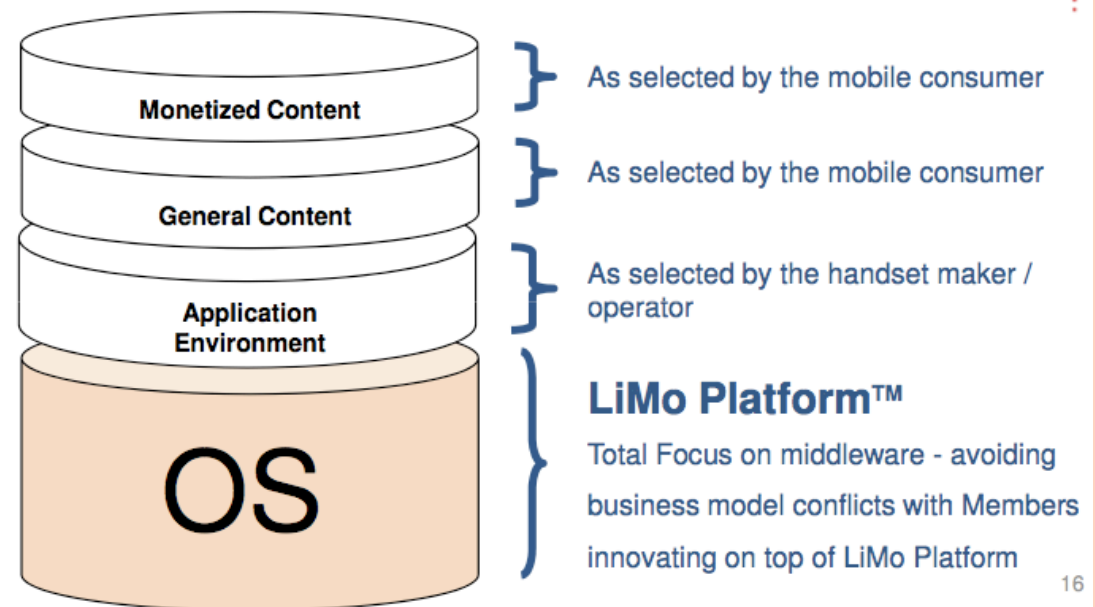 Monetized Content
As selected by the mobile consumer
General Content
As selected by the mobile consumer
Application
Environment
As selected by the handset maker /
operator
OS
LiMo Platform™
Total Focus on middleware - avoiding
business model conflicts with Members
innovating on top of LiMo Platform
16